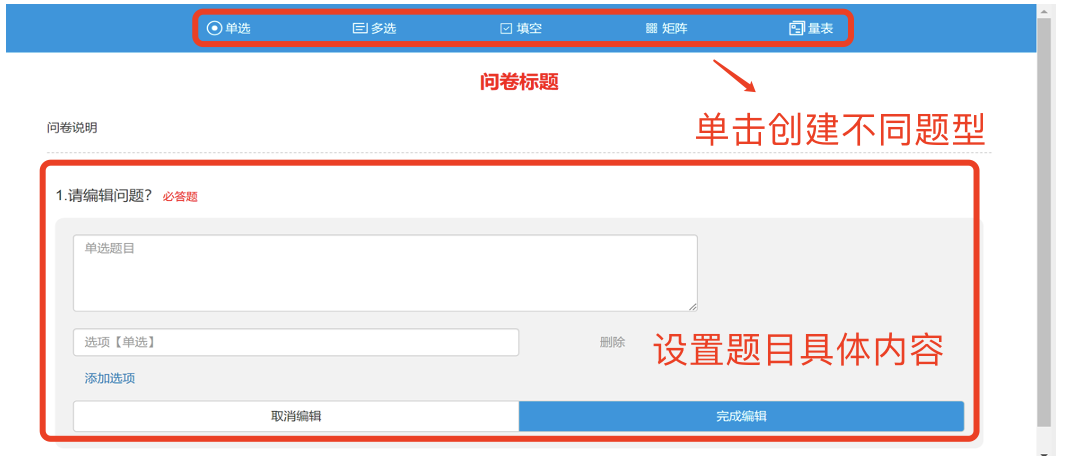 单选 多选 填空 矩阵 量表
问卷标题
问卷说明
单击创建不同题型
1.请编辑问题？ 必答题
单选题目
选项【单选】 删除 设置题目具体内容
添加选项
取消编辑 完成编辑